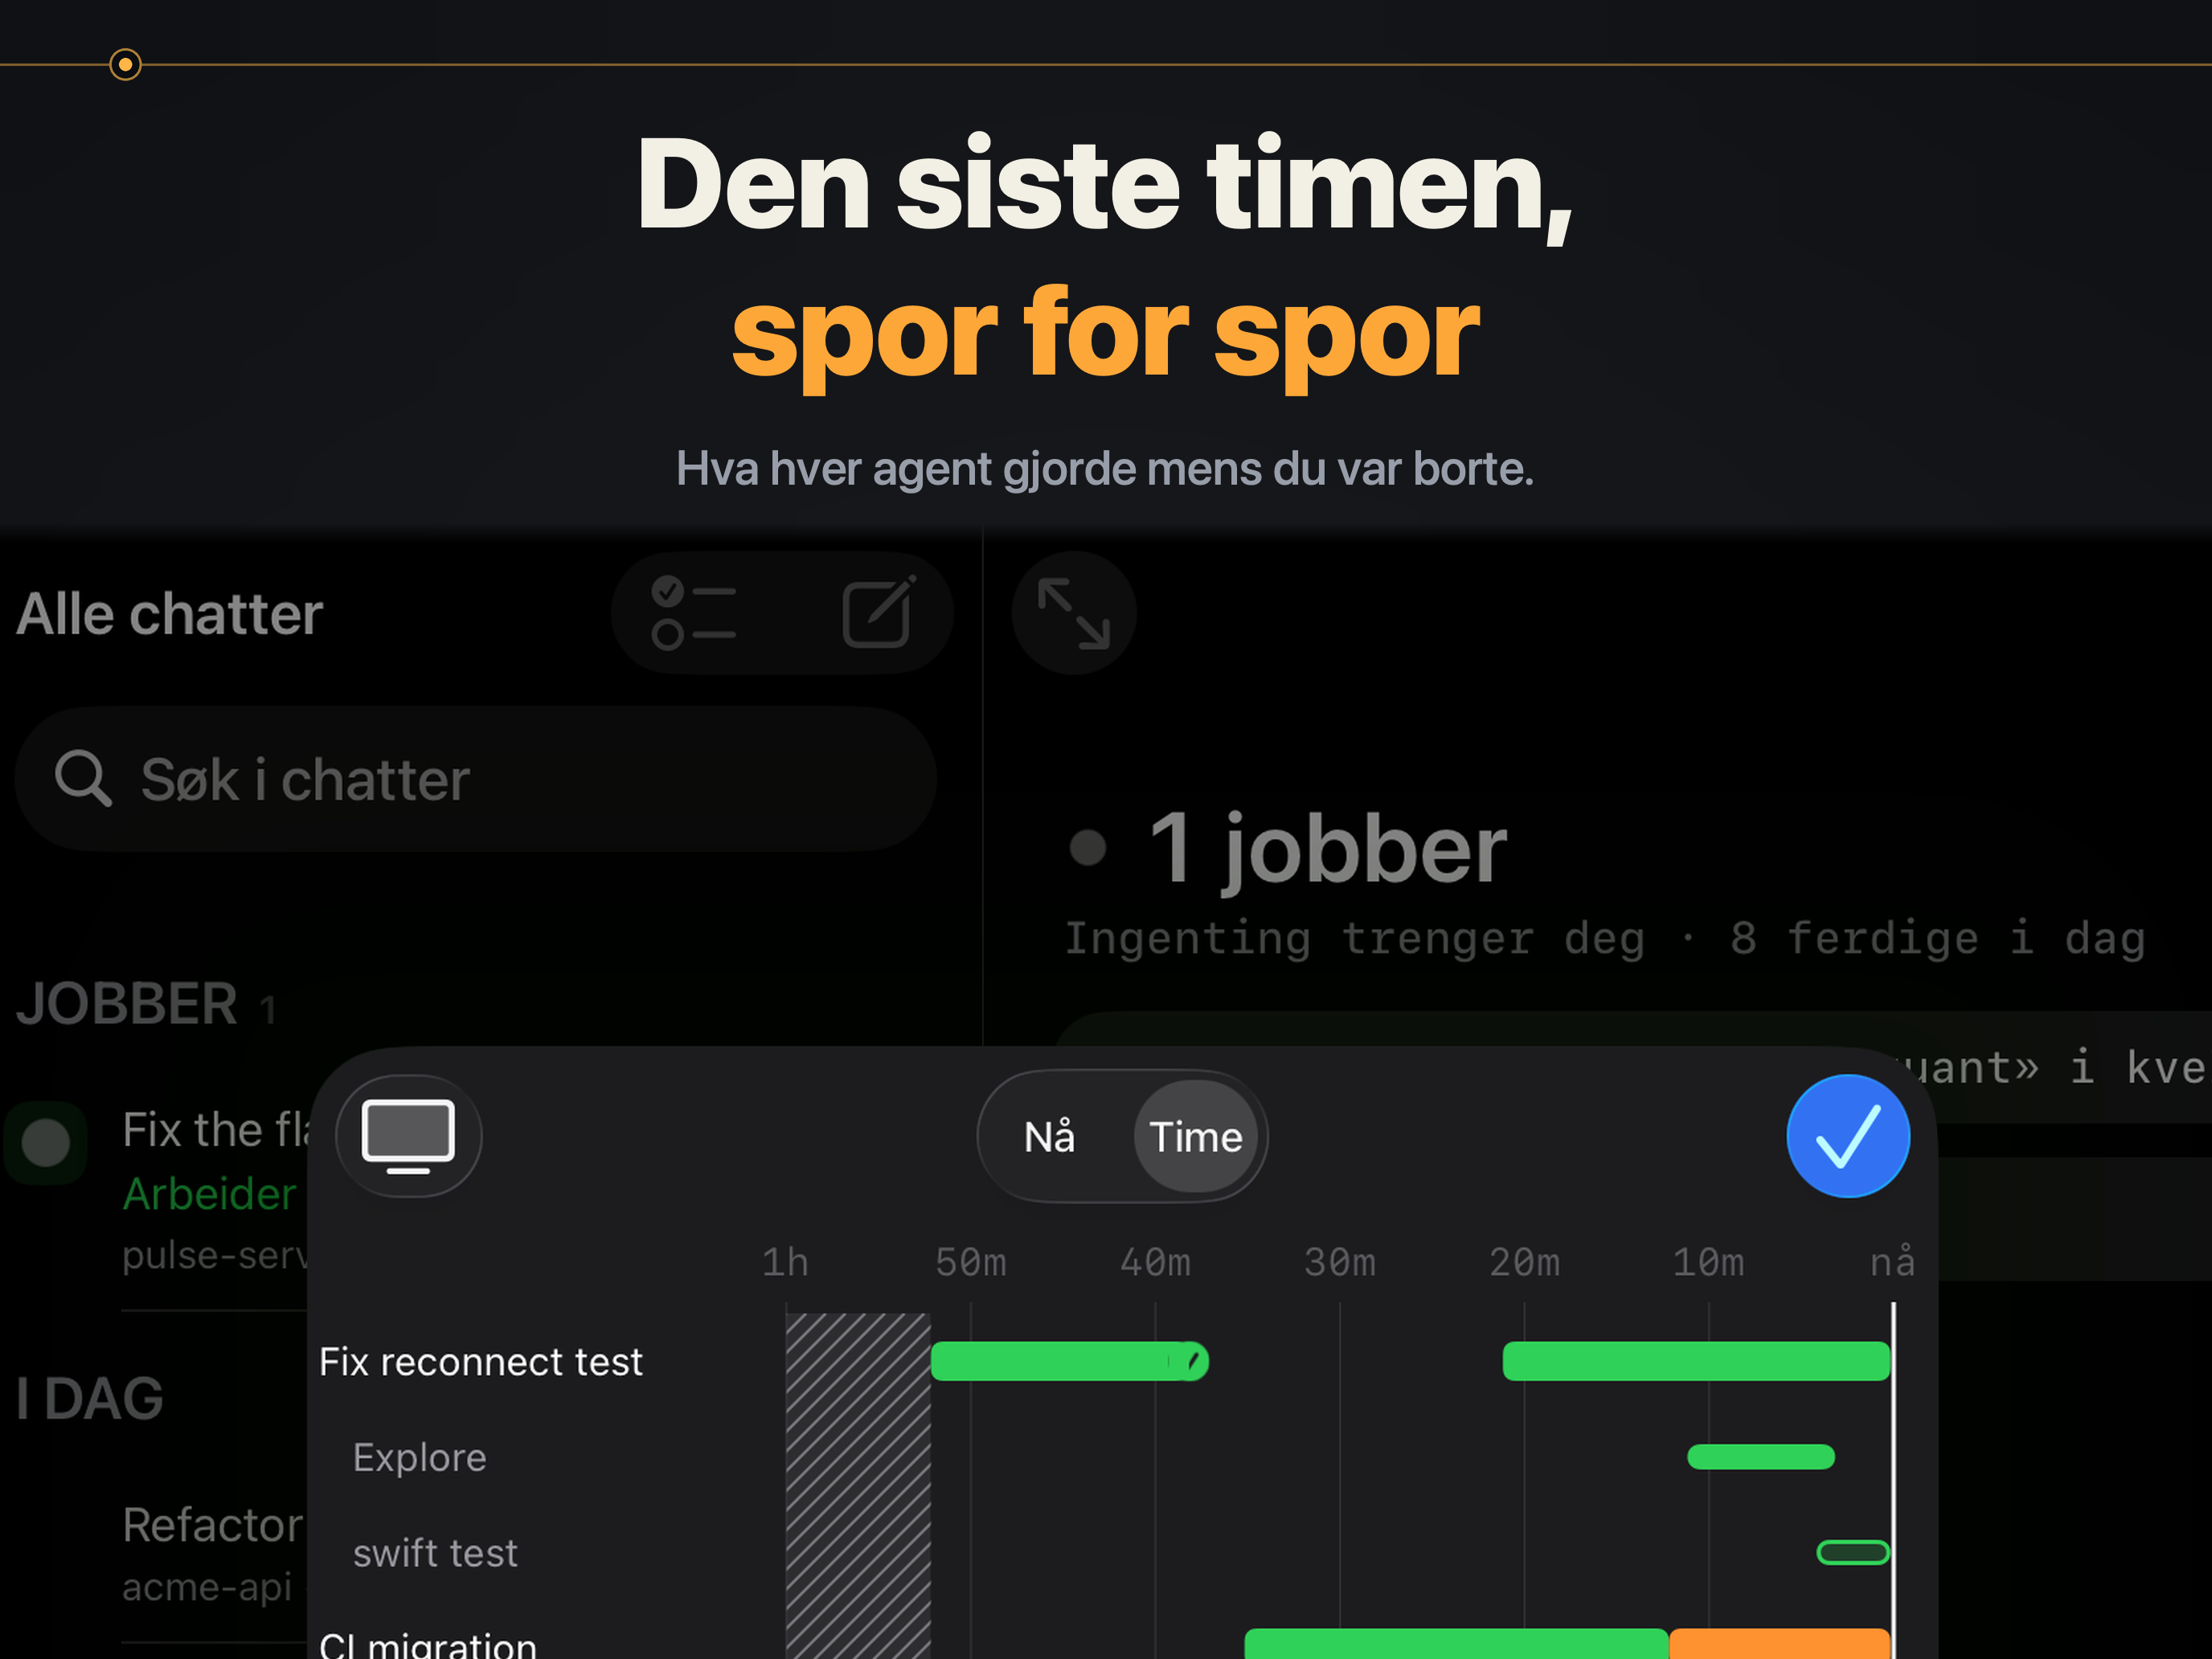 Den siste timen,
spor for spor
Hva hver agent gjorde mens du var borte.
Alle chatter
Søk i chatter
1 jobber
Ingenting trenger deg · 8 ferdige i dag
JOBBER 1
i kve
Fix the
Arbeider
Nå Time
1h 50m 40m 30m 20m 10m nå
Fix reconnect test
Explore
swift test
CI migration
I DAG
Refactor
acme-api